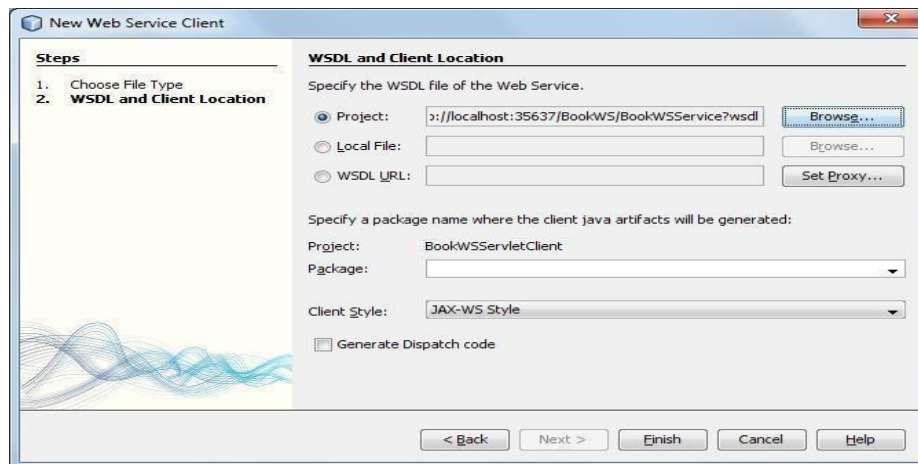 New Web Service Client
Steps
1. Choose File Type
2. WSDL and Client Location
WSDL and Client Location
Specify the WSDL file of the Web Service.
Project: ://localhost:35637/BookWS/BookWSService?wsdl Browse...
Local File: Browse...
WSDL URL: Set Proxy...
Specify a package name where the client java artifacts will be generated:
Project: BookWSServletClient
Package:
Client Style: JAX-WS Style
Generate Dispatch code
< Back Next > Finish Cancel Help